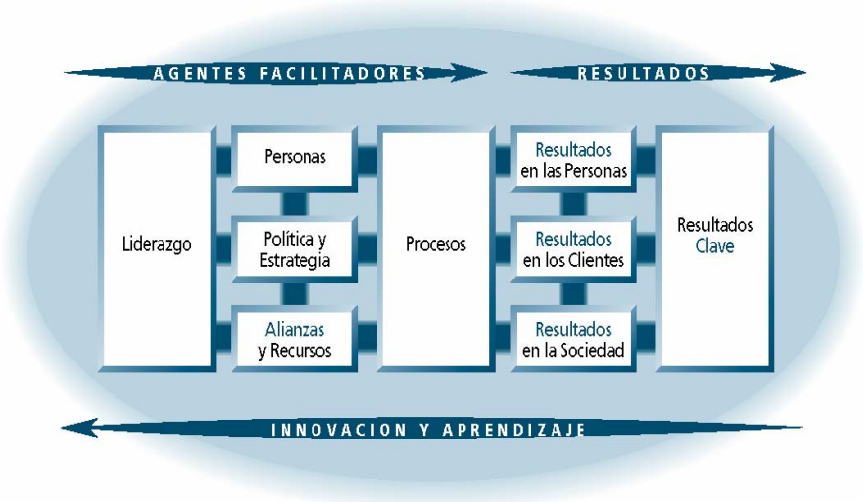 AGENTES FACILITADORES
RESULTADOS
Liderazgo
Personas
Política y
Estrategia
Alianzas
y Recursos
Procesos
Resultados
en las Personas
Resultados
en los Clientes
Resultados
en la Sociedad
Resultados
Clave
INNOVACION Y APRENDIZAJE